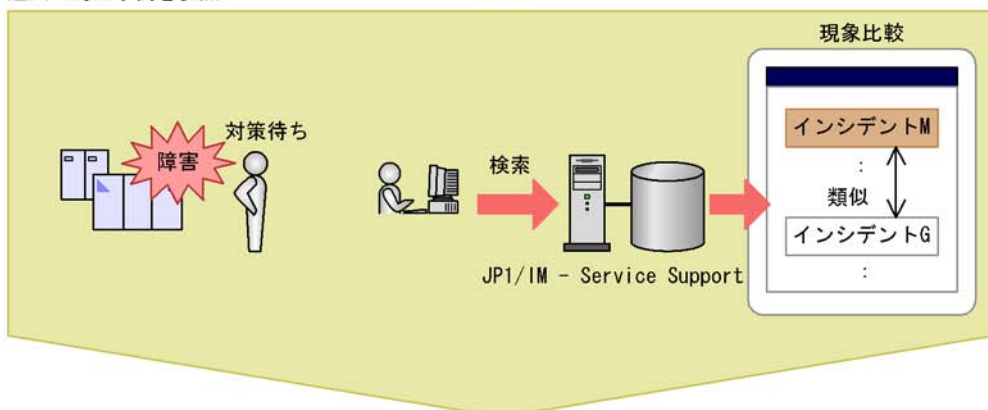 現象比較
インシデントM
:
類似
インシデントG
:
障害
対策待ち
検索
JP1/IM - Service Support